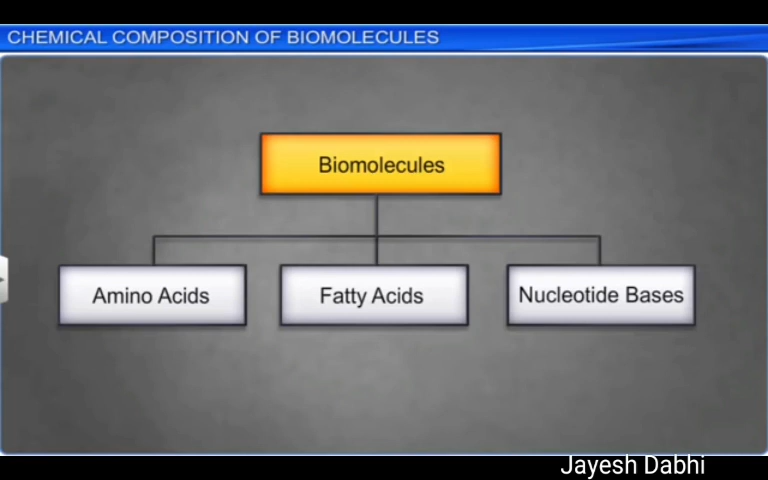 CHEMICAL COMPOSITION OF BIOMOLECULES
Biomolecules
Amino Acids
Fatty Acids
Nucleotide Bases
Jayesh Dabhi